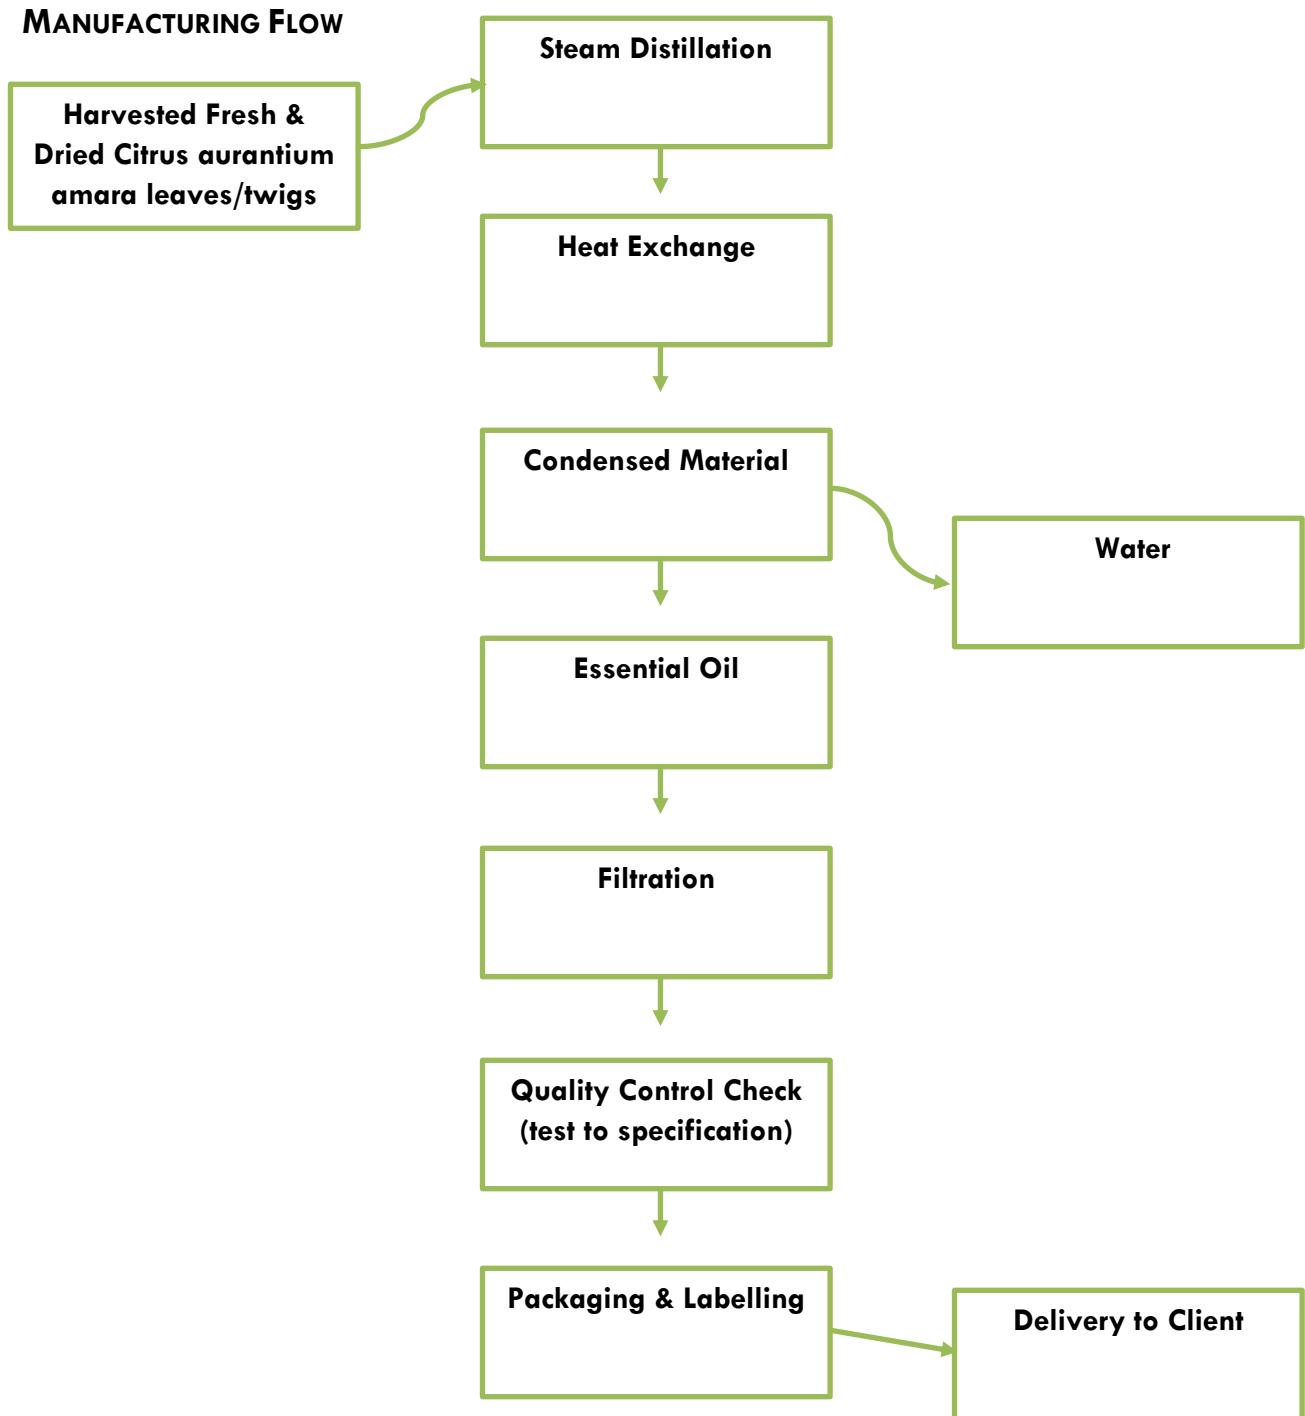 MANUFACTURING FLOW
Steam Distillation
Harvested Fresh &
Dried Citrus aurantium
amara leaves/twigs
Heat Exchange
Condensed Material
Water
Essential Oil
Filtration
Quality Control Check
(test to specification)
Packaging & Labelling
Delivery to Client